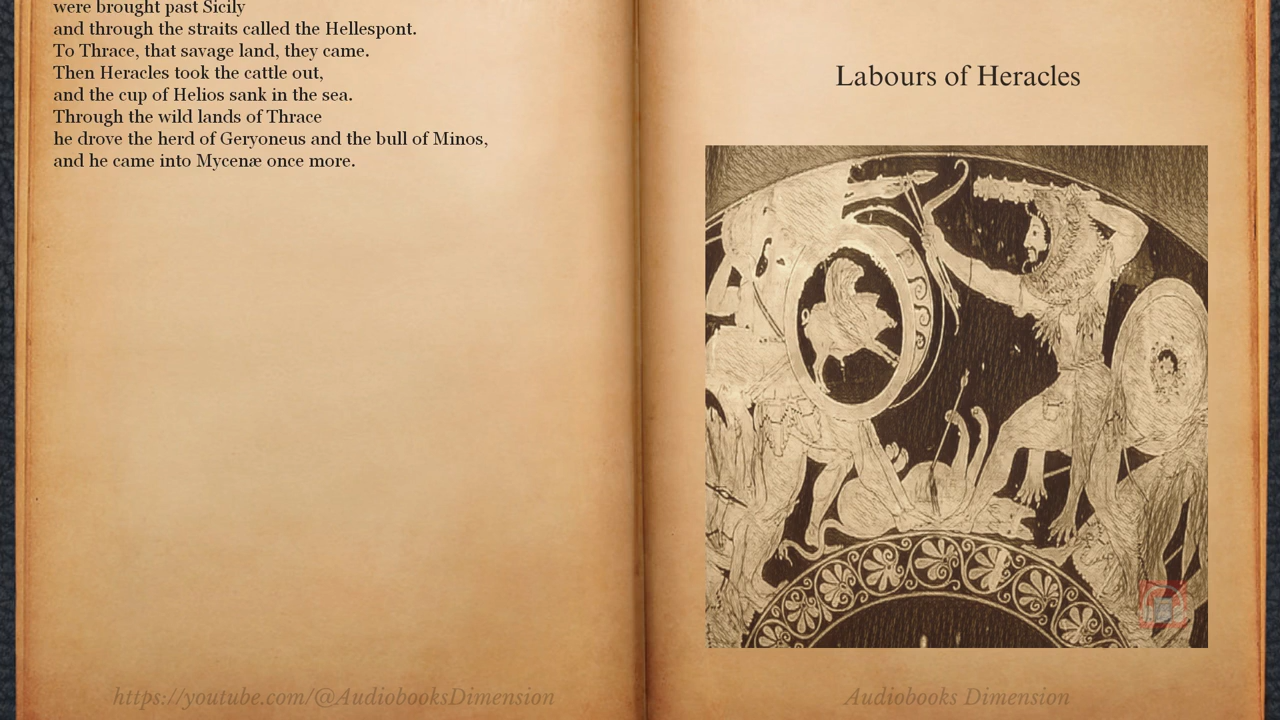 were brought past Sicily
and through the straits called the Hellespont.
To Thrace, that savage land, they came.
Then Heracles took the cattle out,
and the cup of Helios sank in the sea.
Through the wild lands of Thrace
he drove the herd of Geryoneus and the bull of Minos,
and he came into Mycenæ once more.
https://youtube.com/@AudiobooksDimension
Labours of Heracles
Audiobooks Dimension